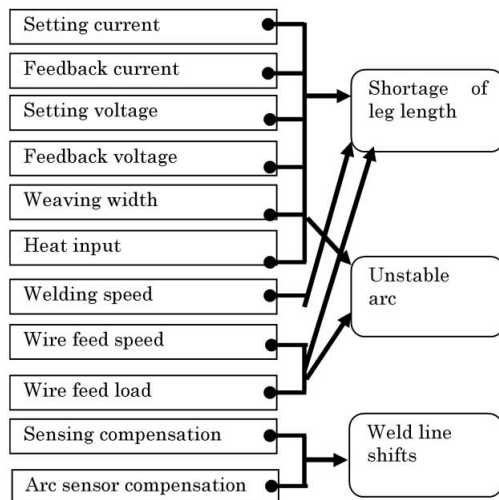 Setting current
Feedback current
Setting voltage
Feedback voltage
Weaving width
Heat input
Welding speed
Wire feed speed
Wire feed load
Sensing compensation
Arc sensor compensation
Shortage of
leg length
Unstable
arc
Weld line
shifts